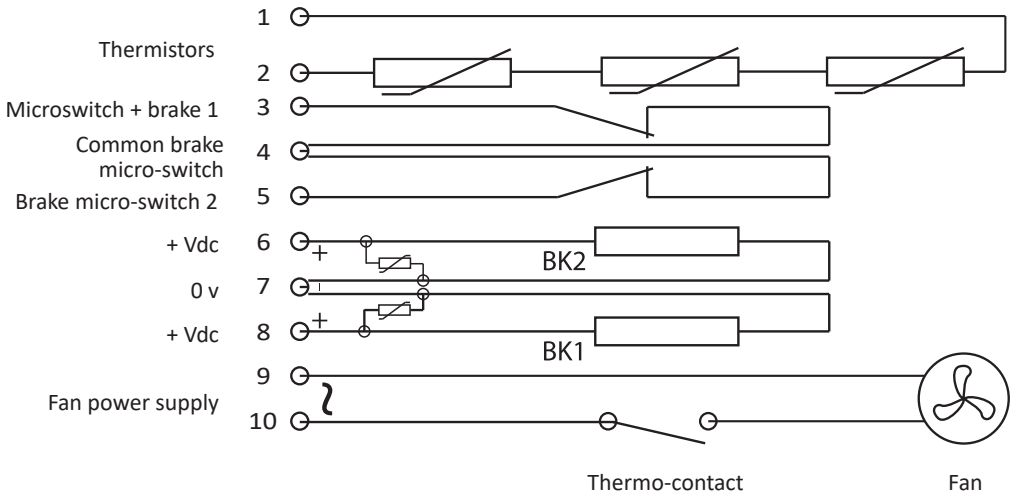 1
Thermistors
2
Microswitch + brake 1
3
Common brake
micro-switch
4
Brake micro-switch 2
5
+ Vdc
6
+
BK2
0 v
7
-
+ Vdc
8
+
BK1
9
Fan power supply
~
10
Thermo-contact
Fan